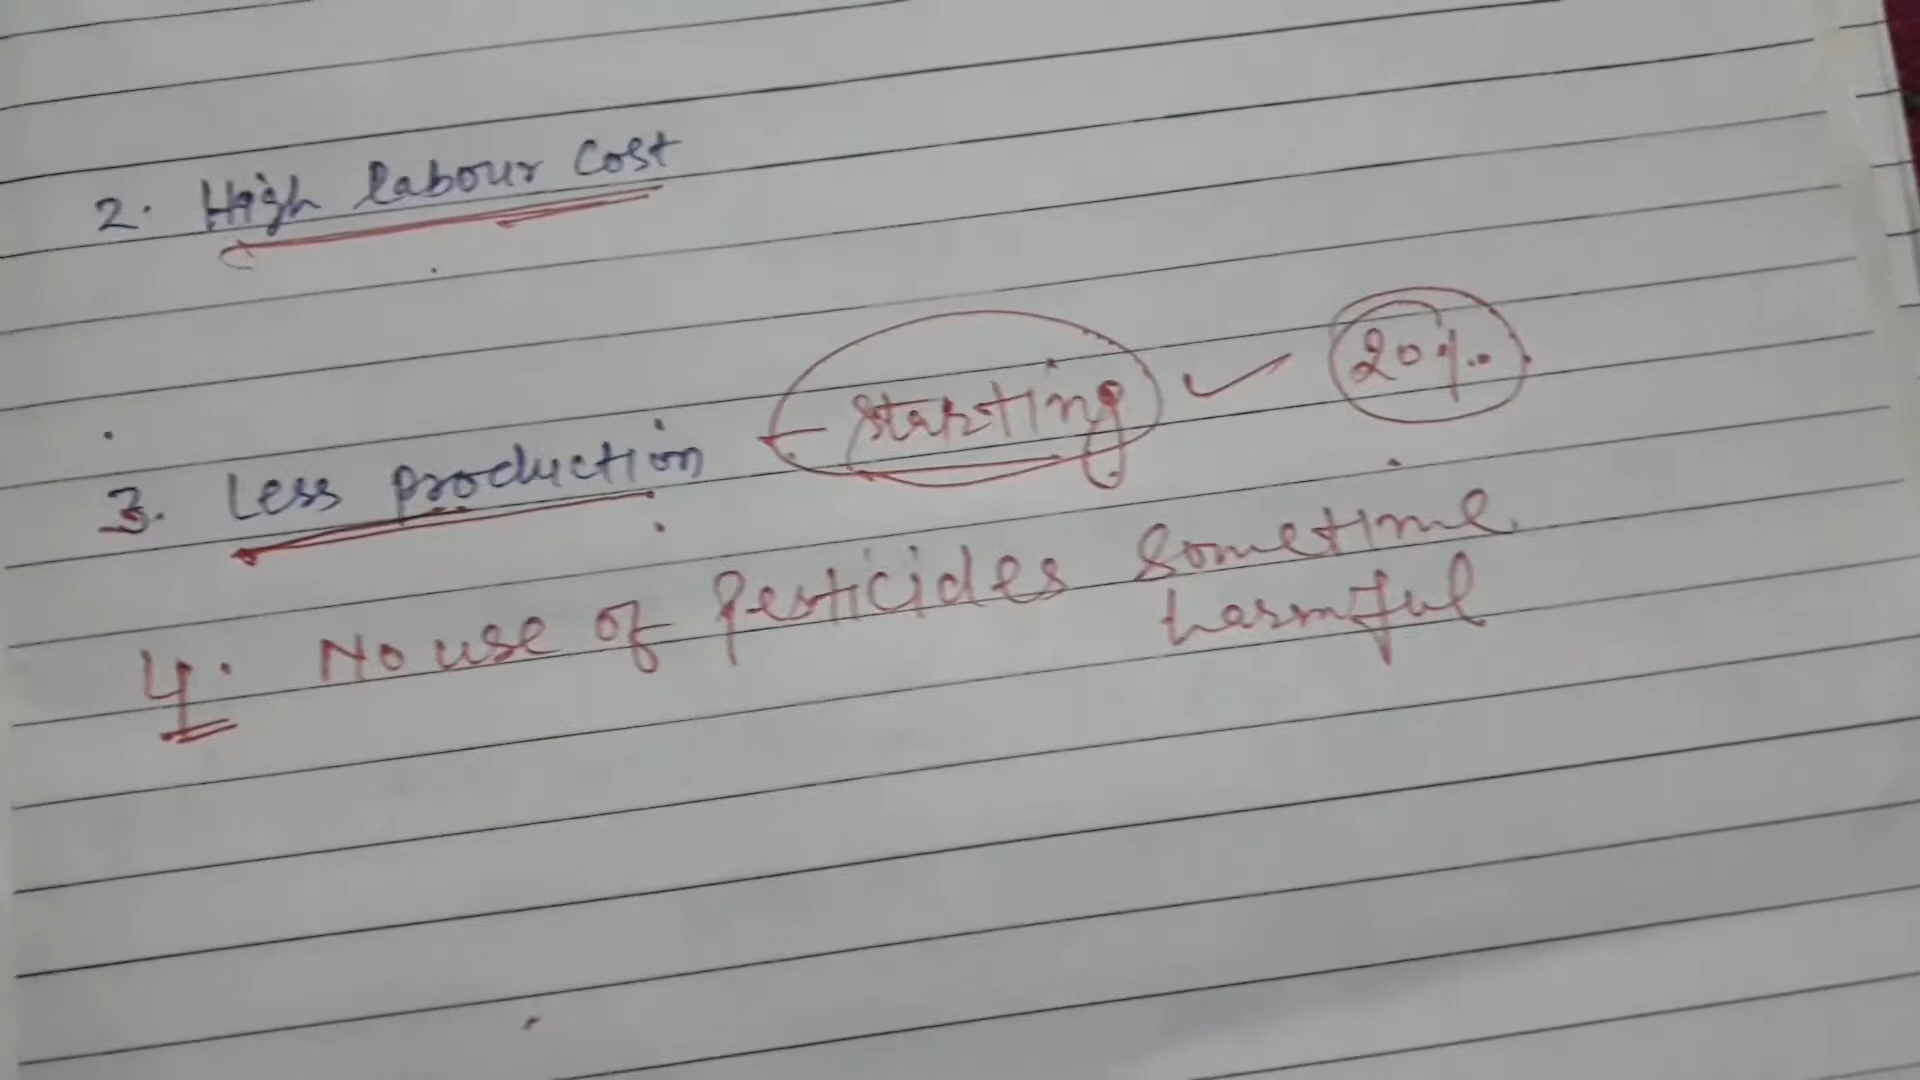 2. High labour cost
3. Less production - starting ✓ 20%
4. No use of pesticides sometime
harmful